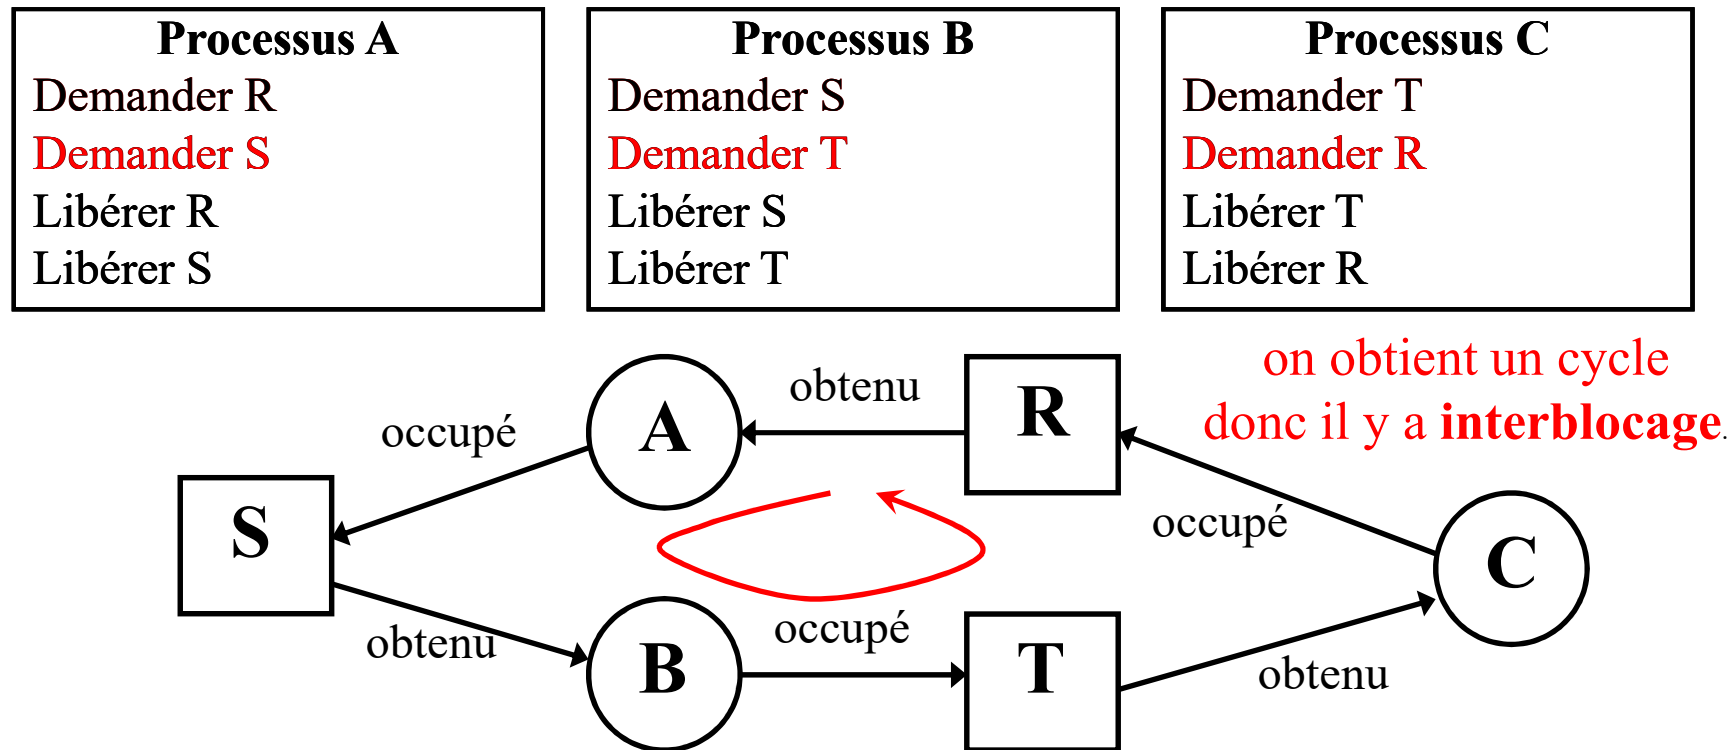 Processus A
Demander R
Demander S
Libérer R
Libérer S
Processus B
Demander S
Demander T
Libérer S
Libérer T
Processus C
Demander T
Demander R
Libérer T
Libérer R
on obtient un cycle
donc il y a interblocage.
occupé
A
obtenu
R
S
occupé
C
obtenu
B
occupé
T
obtenu